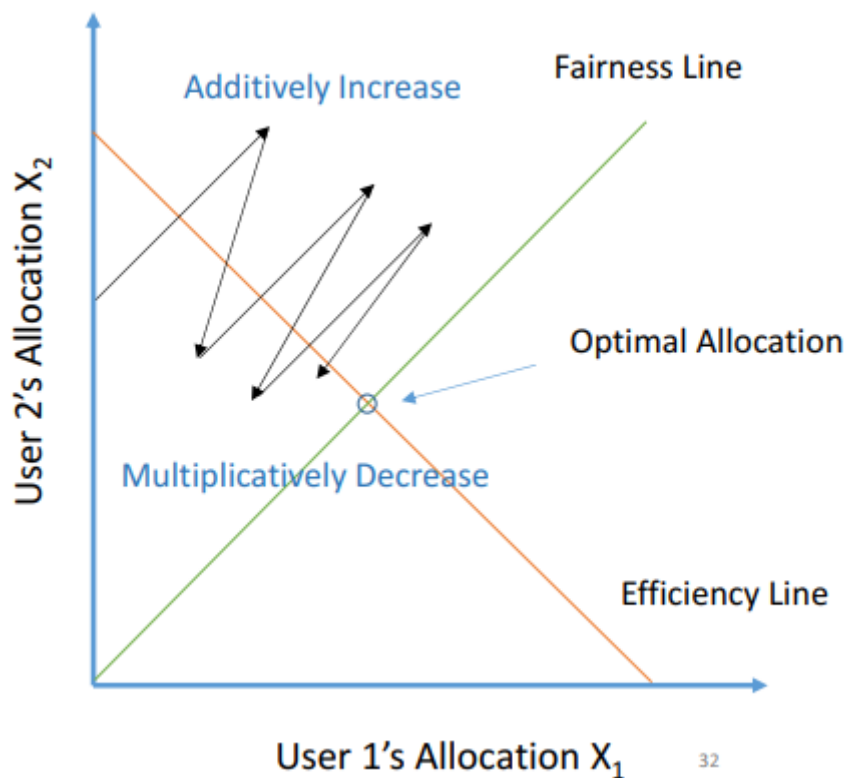 Additively Increase
Fairness Line
User 2's Allocation X₂
Optimal Allocation
Multiplicatively Decrease
Efficiency Line
User 1's Allocation X₁
32